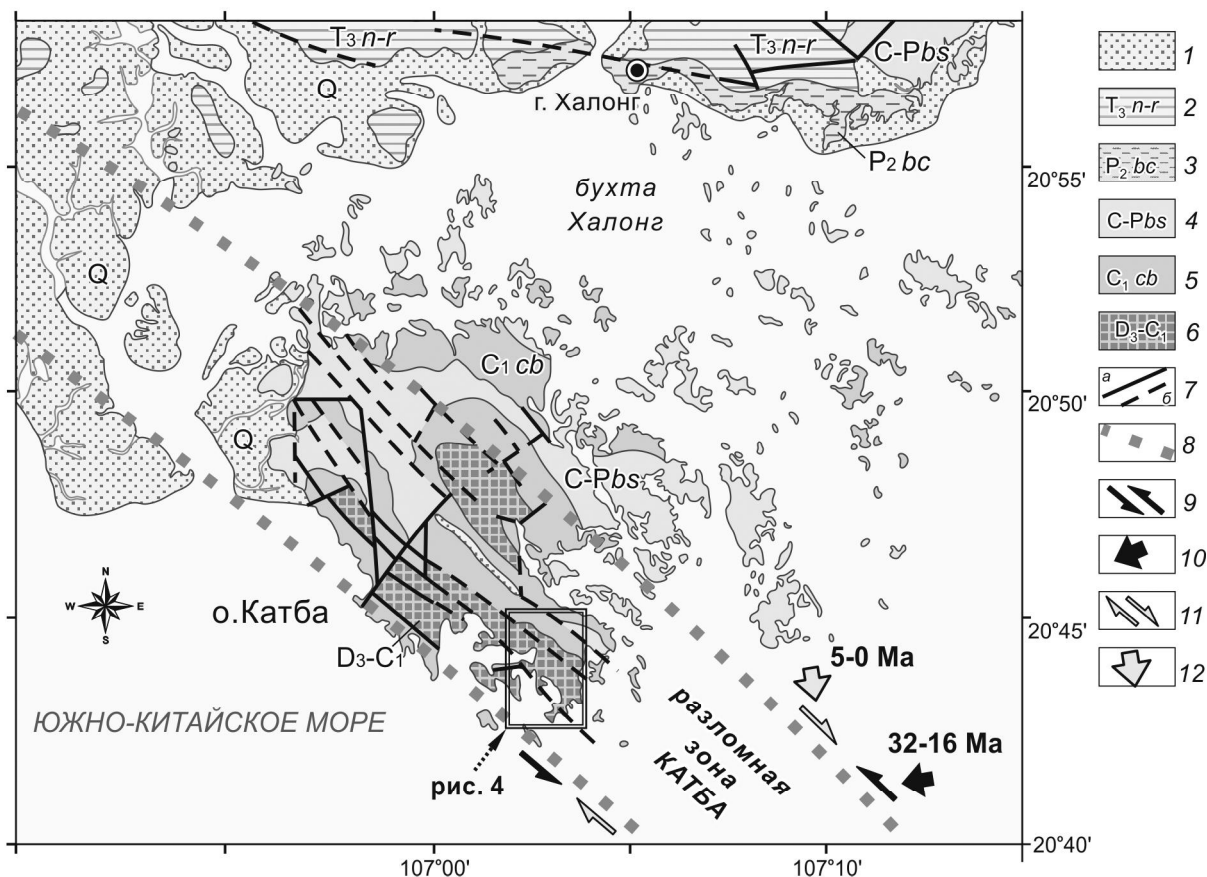 T₃ n-r
T₃ n-r
C-Pbs
Q
г. Халонг
P₂ bc
20°55'
бухта
Халонг
Q
C₁ cb
20°50'
Q
C-Pbs
N
W E
S
о.Катба
D₃-C₁
20°45'
5-0 Ma
ЮЖНО-КИТАЙСКОЕ МОРЕ
разломная
зона
КАТБА
32-16 Ma
рис. 4
20°40'
107°00'
107°10'
1
T₃ n-r 2
P₂ bc 3
C-Pbs 4
C₁ cb 5
D₃-C₁ 6
а
б 7
8
9
10
11
12